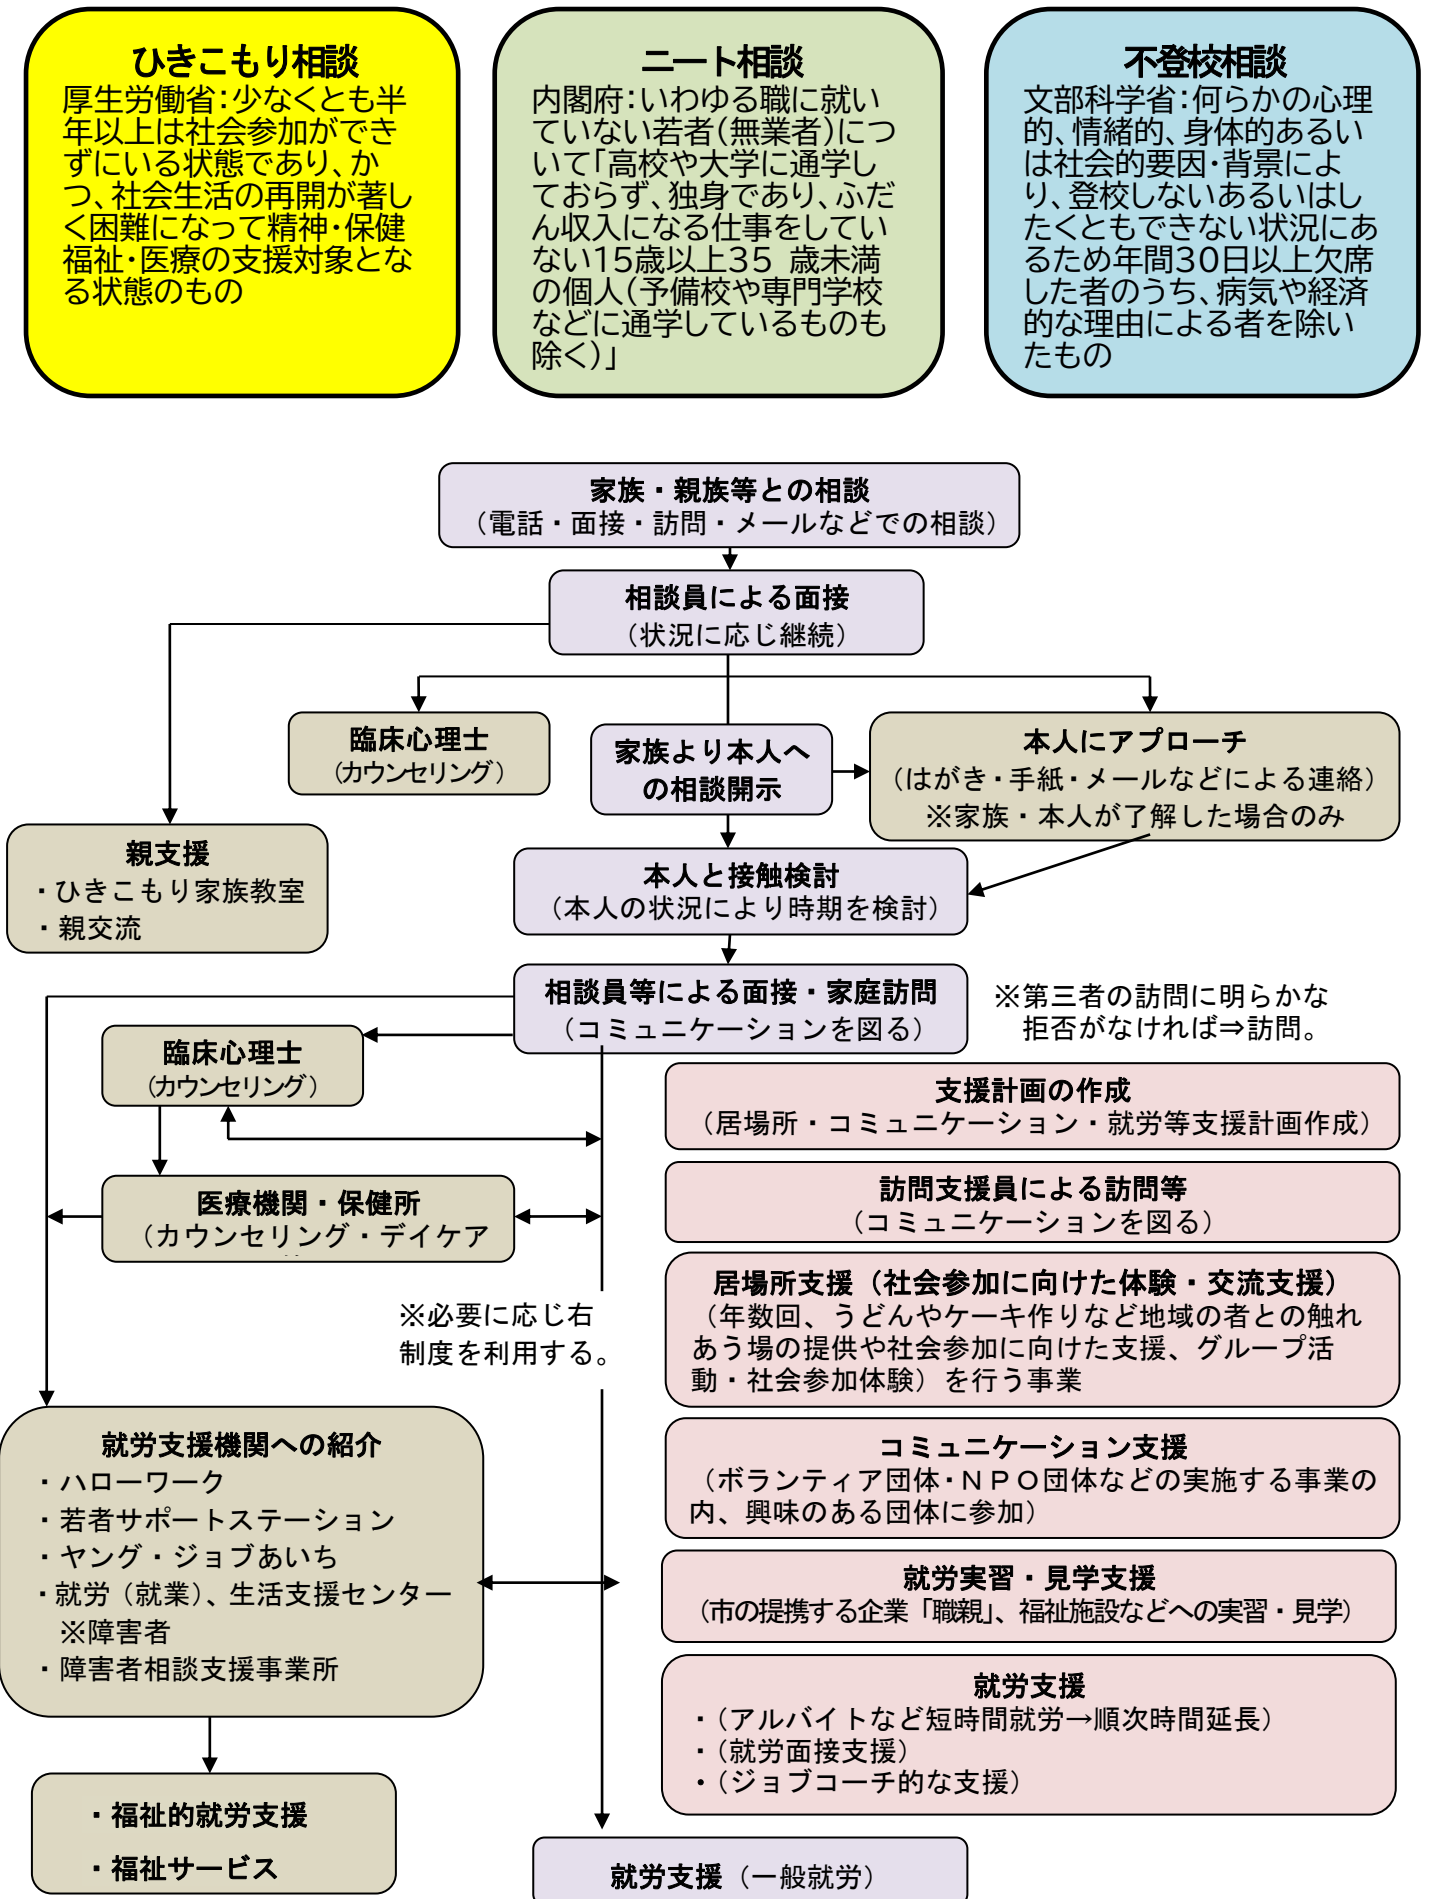 ひきこもり相談
厚生労働省：少なくとも半
年以上は社会参加ができ
ずにいる状態であり、か
つ、社会生活の再開が著し
く困難になって精神・保健
福祉・医療の支援対象とな
る状態のもの
ニート相談
内閣府：いわゆる職に就い
ていない若者（無業者）につ
いて「高校や大学に通学し
ておらず、独身であり、ふだ
ん収入になる仕事をしてい
ない15歳以上35 歳未満
の個人（予備校や専門学校
などに通学しているものも
除く）」
不登校相談
文部科学省：何らかの心理
的、情緒的、身体的あるい
は社会的要因・背景によ
り、登校しないあるいはし
たくともできない状況にあ
るため年間30日以上欠席
した者のうち、病気や経済
的な理由による者を除い
たもの
家族・親族等との相談
（電話・面接・訪問・メールなどでの相談）
相談員による面接
（状況に応じ継続）
臨床心理士
（カウンセリング）
家族より本人へ
の相談開示
本人にアプローチ
（はがき・手紙・メールなどによる連絡）
※家族・本人が了解した場合のみ
親支援
・ひきこもり家族教室
・親交流
本人と接触検討
（本人の状況により時期を検討）
相談員等による面接・家庭訪問
（コミュニケーションを図る）
※第三者の訪問に明らかな
拒否がなければ⇒訪問。
臨床心理士
（カウンセリング）
支援計画の作成
（居場所・コミュニケーション・就労等支援計画作成）
医療機関・保健所
（カウンセリング・デイケア
訪問支援員による訪問等
（コミュニケーションを図る）
居場所支援（社会参加に向けた体験・交流支援）
（年数回、うどんやケーキ作りなど地域の者との触れ
あう場の提供や社会参加に向けた支援、グループ活
動・社会参加体験）を行う事業
※必要に応じ右
制度を利用する。
就労支援機関への紹介
・ハローワーク
・若者サポートステーション
・ヤング・ジョブあいち
・就労（就業）、生活支援センター
※障害者
・障害者相談支援事業所
コミュニケーション支援
（ボランティア団体・ＮＰＯ団体などの実施する事業の
内、興味のある団体に参加）
就労実習・見学支援
（市の提携する企業「職親」、福祉施設などへの実習・見学）
就労支援
・（アルバイトなど短時間就労→順次時間延長）
・（就労面接支援）
・（ジョブコーチ的な支援）
・福祉的就労支援
・福祉サービス
就労支援（一般就労）